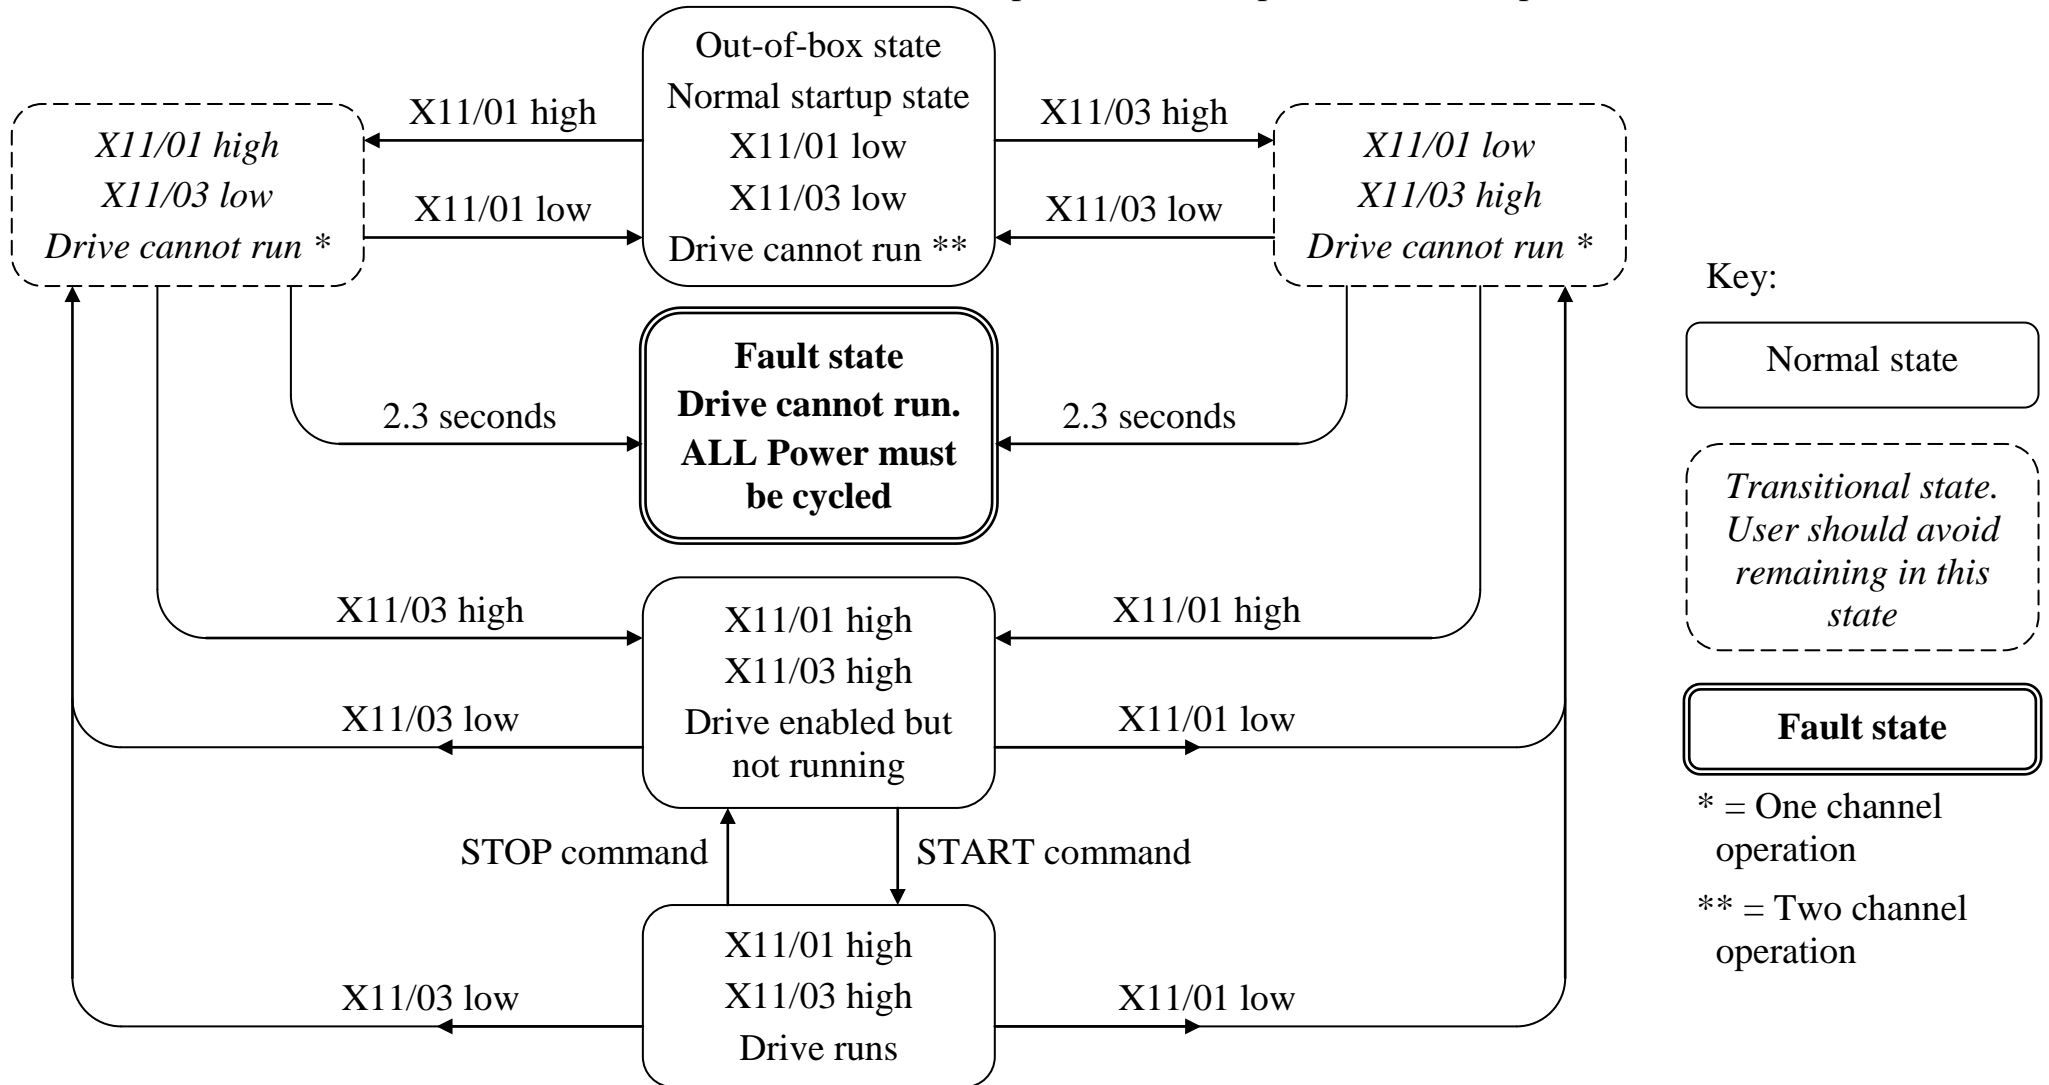 Out-of-box state
Normal startup state
X11/01 low
X11/03 low
Drive cannot run **
X11/01 high
X11/01 low
X11/03 high
X11/03 low
X11/01 high
X11/03 low
Drive cannot run *
X11/01 low
X11/03 high
Drive cannot run *
Fault state
Drive cannot run.
ALL Power must
be cycled
2.3 seconds
2.3 seconds
X11/03 high
X11/01 high
X11/01 high
X11/03 high
Drive enabled but
not running
X11/03 low
X11/01 low
STOP command
START command
X11/01 high
X11/03 high
Drive runs
X11/03 low
X11/01 low
Key:
Normal state
Transitional state.
User should avoid
remaining in this
state
Fault state
* = One channel
operation
** = Two channel
operation